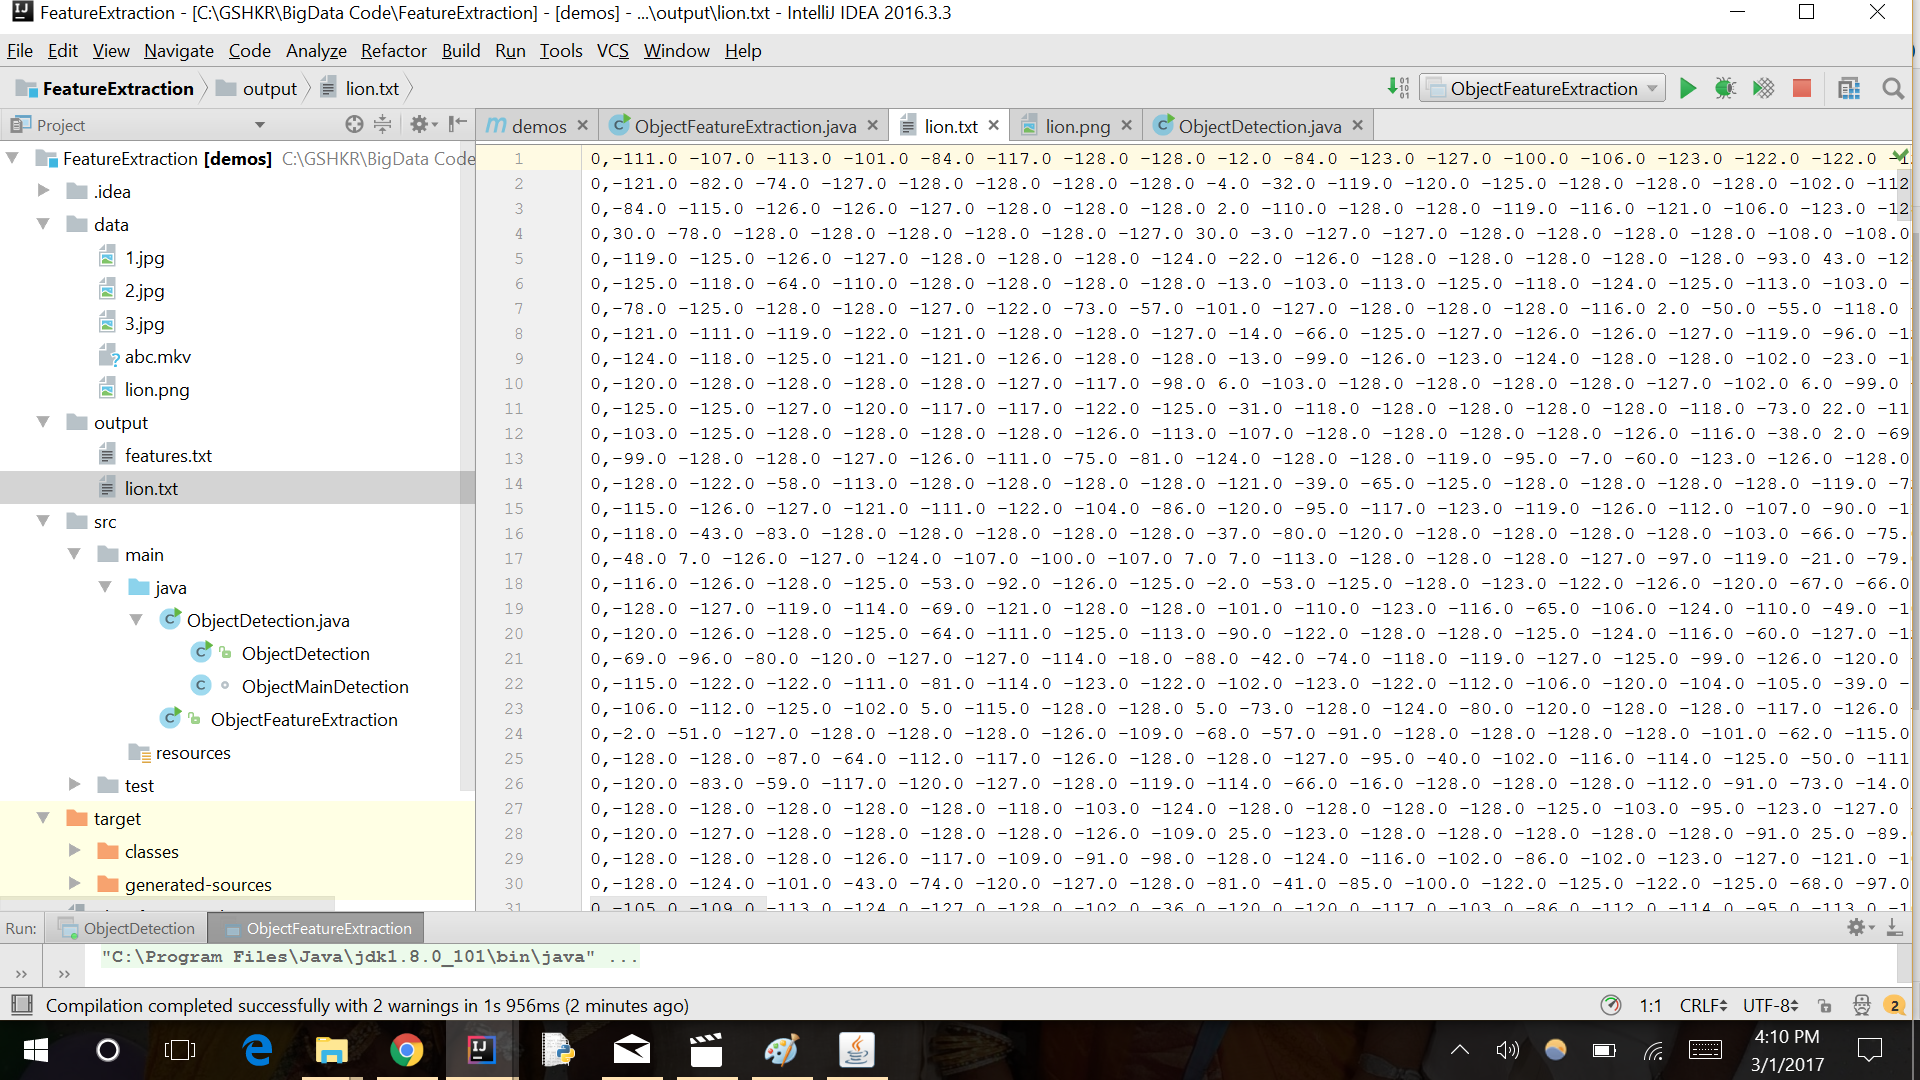 FeatureExtraction - [C:\GSHKR\BigData Code\FeatureExtraction] - [demos] - ...\output\lion.txt - IntelliJ IDEA 2016.3.3
File Edit View Navigate Code Analyze Refactor Build Run Tools VCS Window Help
FeatureExtraction output lion.txt ObjectFeatureExtraction
Project
demos ObjectFeatureExtraction.java lion.txt lion.png ObjectDetection.java
FeatureExtraction [demos] C:\GSHKR\BigData Code
.idea
data
1.jpg
2.jpg
3.jpg
abc.mkv
lion.png
output
features.txt
lion.txt
src
main
java
ObjectDetection.java
ObjectDetection
ObjectMainDetection
ObjectFeatureExtraction
resources
test
target
classes
generated-sources
1 0,-111.0 -107.0 -113.0 -101.0 -84.0 -117.0 -128.0 -128.0 -12.0 -84.0 -123.0 -127.0 -100.0 -106.0 -123.0 -122.0 -122.0
2 0,-121.0 -82.0 -74.0 -127.0 -128.0 -128.0 -128.0 -128.0 -4.0 -32.0 -119.0 -120.0 -125.0 -128.0 -128.0 -128.0 -102.0 -112
3 0,-84.0 -115.0 -126.0 -126.0 -127.0 -128.0 -128.0 -128.0 2.0 -110.0 -128.0 -128.0 -119.0 -116.0 -121.0 -106.0 -123.0 -12
4 0,30.0 -78.0 -128.0 -128.0 -128.0 -128.0 -128.0 -127.0 30.0 -3.0 -127.0 -127.0 -128.0 -128.0 -128.0 -128.0 -108.0 -108.0
5 0,-119.0 -125.0 -126.0 -127.0 -128.0 -128.0 -128.0 -124.0 -22.0 -126.0 -128.0 -128.0 -128.0 -128.0 -128.0 -93.0 43.0 -12
6 0,-125.0 -118.0 -64.0 -110.0 -128.0 -128.0 -128.0 -128.0 -13.0 -103.0 -113.0 -125.0 -118.0 -124.0 -125.0 -113.0 -103.0 -
7 0,-78.0 -125.0 -128.0 -128.0 -127.0 -122.0 -73.0 -57.0 -101.0 -127.0 -128.0 -128.0 -128.0 -116.0 2.0 -50.0 -55.0 -118.0 -
8 0,-121.0 -111.0 -119.0 -122.0 -121.0 -128.0 -128.0 -127.0 -14.0 -66.0 -125.0 -127.0 -126.0 -126.0 -127.0 -119.0 -96.0 -1
9 0,-124.0 -118.0 -125.0 -121.0 -121.0 -126.0 -128.0 -128.0 -13.0 -99.0 -126.0 -123.0 -124.0 -128.0 -128.0 -102.0 -23.0 -1
10 0,-120.0 -128.0 -128.0 -128.0 -128.0 -127.0 -117.0 -98.0 6.0 -103.0 -128.0 -128.0 -128.0 -128.0 -127.0 -102.0 6.0 -99.0 -
11 0,-125.0 -125.0 -127.0 -120.0 -117.0 -117.0 -122.0 -125.0 -31.0 -118.0 -128.0 -128.0 -128.0 -128.0 -118.0 -73.0 22.0 -11
12 0,-103.0 -125.0 -128.0 -128.0 -128.0 -128.0 -126.0 -113.0 -107.0 -128.0 -128.0 -128.0 -128.0 -126.0 -116.0 -38.0 2.0 -69
13 0,-99.0 -128.0 -128.0 -127.0 -126.0 -111.0 -75.0 -81.0 -124.0 -128.0 -128.0 -119.0 -95.0 -7.0 -60.0 -123.0 -126.0 -128.0
14 0,-128.0 -122.0 -58.0 -113.0 -128.0 -128.0 -128.0 -128.0 -121.0 -39.0 -65.0 -125.0 -128.0 -128.0 -128.0 -128.0 -119.0 -7
15 0,-115.0 -126.0 -127.0 -121.0 -111.0 -122.0 -104.0 -86.0 -120.0 -95.0 -117.0 -123.0 -119.0 -126.0 -112.0 -107.0 -90.0 -1
16 0,-118.0 -43.0 -83.0 -128.0 -128.0 -128.0 -128.0 -128.0 -37.0 -80.0 -120.0 -128.0 -128.0 -128.0 -103.0 -66.0 -75.
17 0,-48.0 7.0 -126.0 -127.0 -124.0 -107.0 -100.0 -107.0 7.0 7.0 -113.0 -128.0 -128.0 -128.0 -127.0 -97.0 -119.0 -21.0 -79.
18 0,-116.0 -126.0 -128.0 -125.0 -53.0 -92.0 -126.0 -125.0 -2.0 -53.0 -125.0 -128.0 -123.0 -122.0 -126.0 -120.0 -67.0 -66.0
19 0,-128.0 -127.0 -119.0 -114.0 -69.0 -121.0 -128.0 -128.0 -101.0 -110.0 -123.0 -116.0 -65.0 -106.0 -124.0 -110.0 -49.0 -1
20 0,-120.0 -126.0 -128.0 -125.0 -64.0 -111.0 -125.0 -113.0 -90.0 -122.0 -128.0 -128.0 -125.0 -124.0 -116.0 -60.0 -127.0 -1
21 0,-69.0 -96.0 -80.0 -120.0 -127.0 -127.0 -114.0 -18.0 -88.0 -42.0 -74.0 -118.0 -119.0 -127.0 -125.0 -99.0 -126.0 -120.0 -
22 0,-115.0 -122.0 -122.0 -111.0 -81.0 -114.0 -123.0 -122.0 -102.0 -123.0 -122.0 -112.0 -106.0 -120.0 -104.0 -105.0 -39.0 -
23 0,-106.0 -112.0 -125.0 -102.0 5.0 -115.0 -128.0 -128.0 5.0 -73.0 -128.0 -124.0 -80.0 -120.0 -128.0 -128.0 -117.0 -126.0
24 0,-2.0 -51.0 -127.0 -128.0 -128.0 -128.0 -126.0 -109.0 -68.0 -57.0 -91.0 -128.0 -128.0 -128.0 -128.0 -101.0 -62.0 -115.0
25 0,-128.0 -128.0 -87.0 -64.0 -112.0 -117.0 -126.0 -128.0 -128.0 -127.0 -95.0 -40.0 -102.0 -116.0 -114.0 -125.0 -50.0 -111
26 0,-120.0 -83.0 -59.0 -117.0 -120.0 -127.0 -128.0 -119.0 -114.0 -66.0 -16.0 -128.0 -128.0 -128.0 -112.0 -91.0 -73.0 -14.0
27 0,-128.0 -128.0 -128.0 -128.0 -128.0 -118.0 -103.0 -124.0 -128.0 -128.0 -128.0 -128.0 -125.0 -103.0 -95.0 -123.0 -127.0
28 0,-120.0 -127.0 -128.0 -128.0 -128.0 -128.0 -126.0 -109.0 25.0 -123.0 -128.0 -128.0 -128.0 -128.0 -128.0 -91.0 25.0 -89.
29 0,-128.0 -128.0 -128.0 -126.0 -117.0 -109.0 -91.0 -98.0 -128.0 -124.0 -116.0 -102.0 -86.0 -102.0 -123.0 -127.0 -121.0 -1
30 0,-128.0 -124.0 -101.0 -43.0 -74.0 -120.0 -127.0 -128.0 -81.0 -41.0 -85.0 -100.0 -122.0 -125.0 -122.0 -125.0 -68.0 -97.0
31 0,-105.0 -109.0 -113.0 -124.0 -127.0 -128.0 -102.0 -36.0 -120.0 -120.0 -117.0 -103.0 -86.0 -112.0 -114.0 -95.0 -113.0 -1
Run: ObjectDetection ObjectFeatureExtraction
"C:\Program Files\Java\jdk1.8.0_101\bin\java" ...
Compilation completed successfully with 2 warnings in 1s 956ms (2 minutes ago) 1:1 CRLF UTF-8 2
4:10 PM
3/1/2017